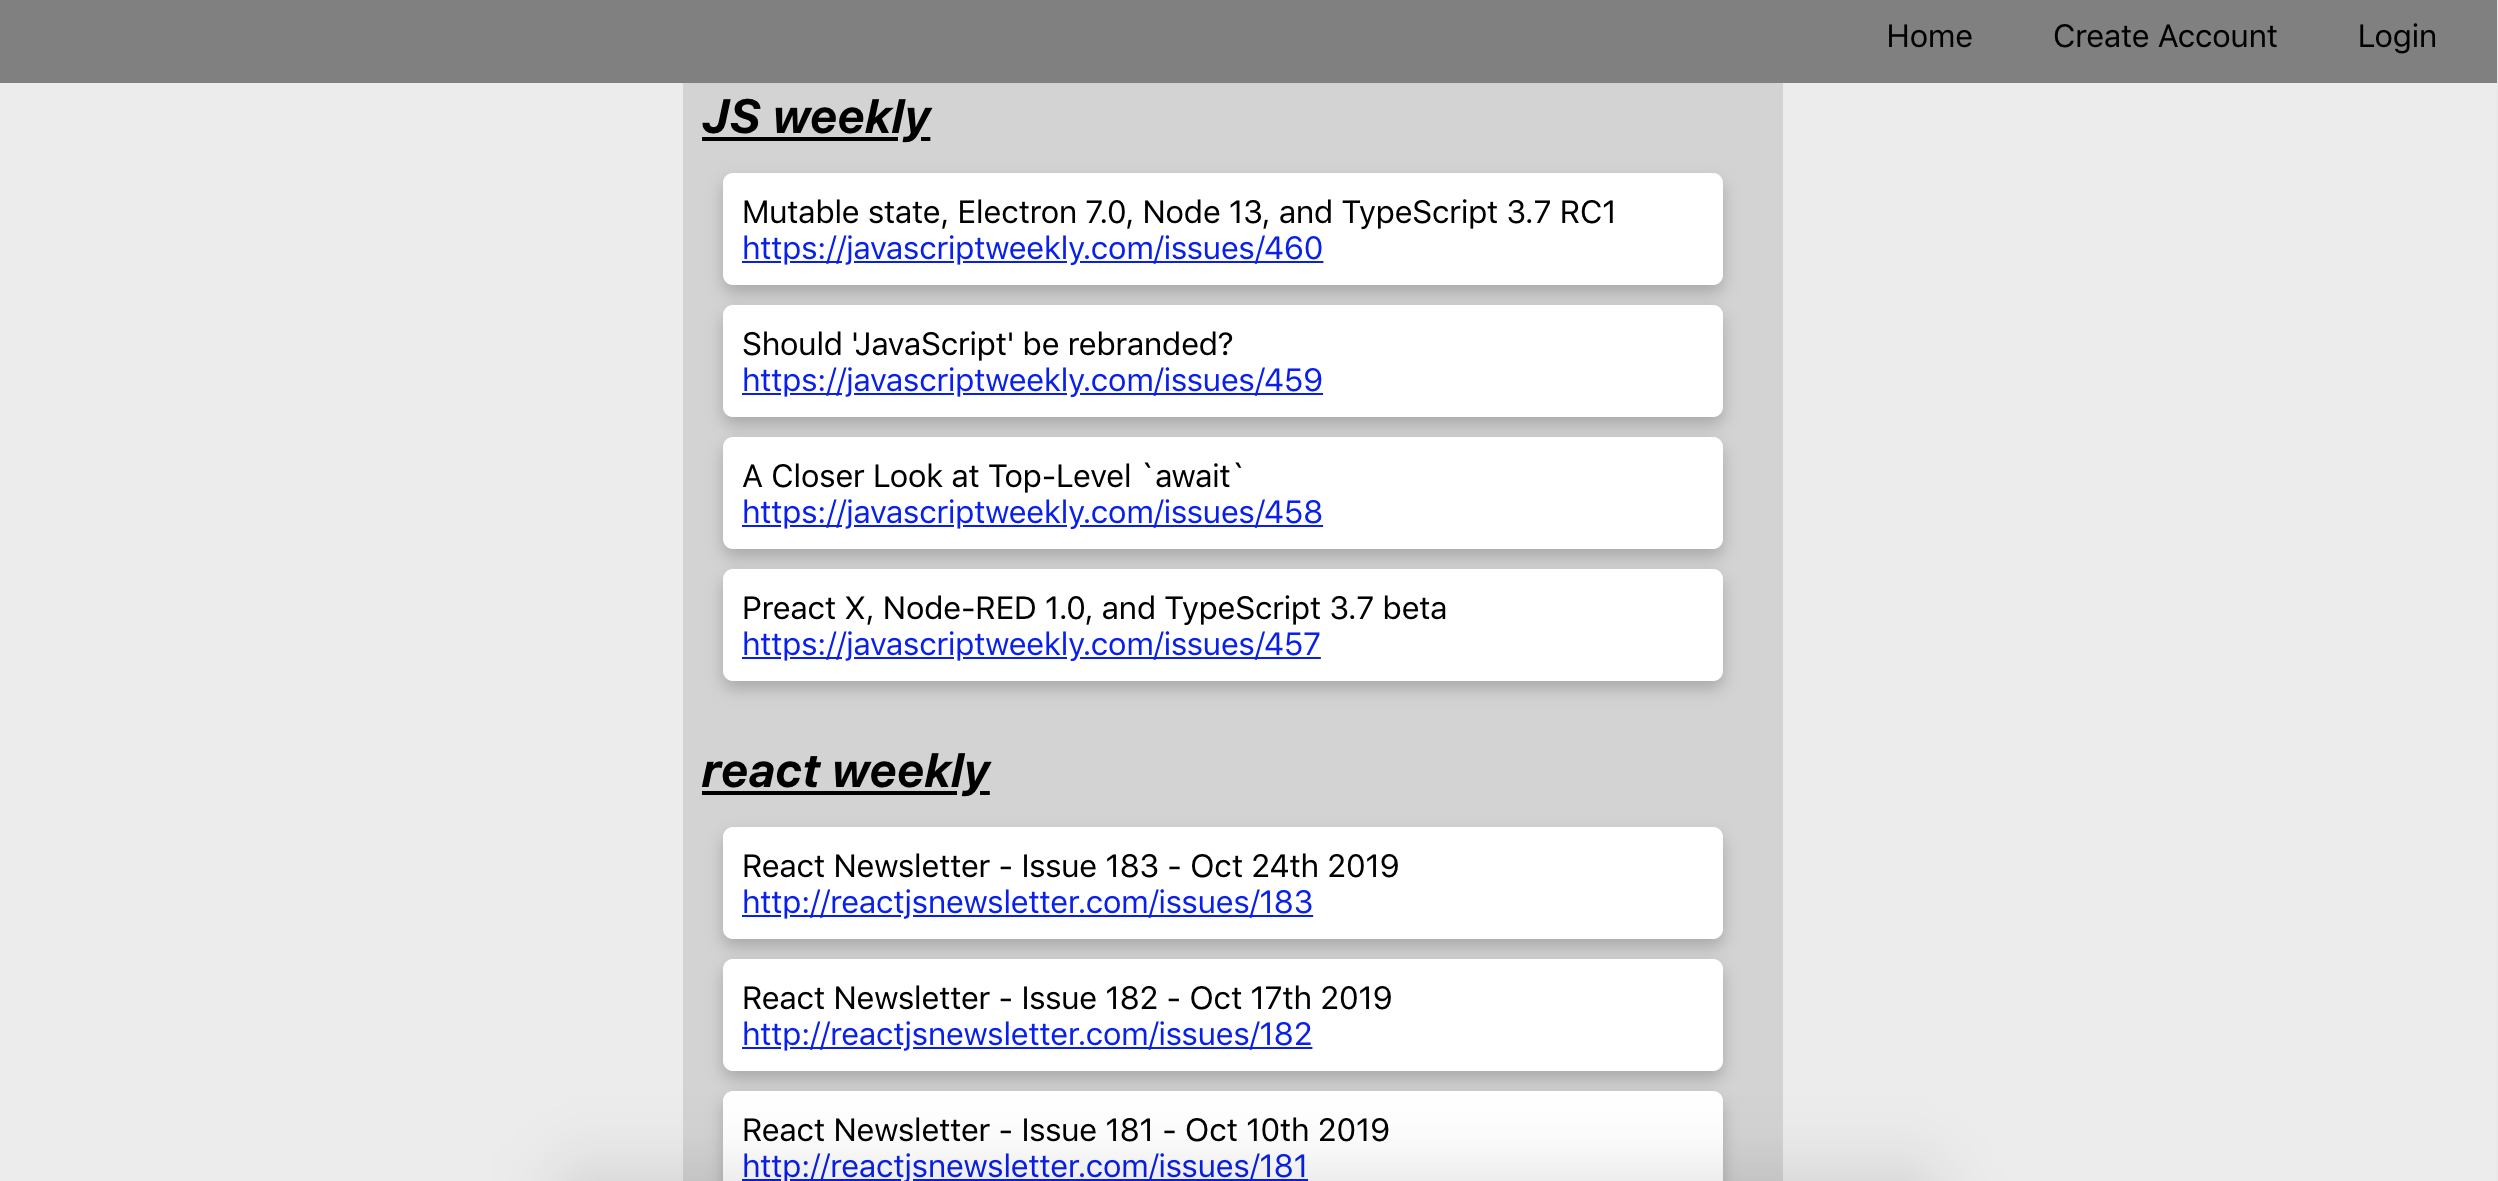 Home Create Account Login
JS weekly
Mutable state, Electron 7.0, Node 13, and TypeScript 3.7 RC1
https://javascriptweekly.com/issues/460
Should 'JavaScript' be rebranded?
https://javascriptweekly.com/issues/459
A Closer Look at Top-Level `await`
https://javascriptweekly.com/issues/458
Preact X, Node-RED 1.0, and TypeScript 3.7 beta
https://javascriptweekly.com/issues/457
react weekly
React Newsletter - Issue 183 - Oct 24th 2019
http://reactjsnewsletter.com/issues/183
React Newsletter - Issue 182 - Oct 17th 2019
http://reactjsnewsletter.com/issues/182
React Newsletter - Issue 181 - Oct 10th 2019
http://reactjsnewsletter.com/issues/181